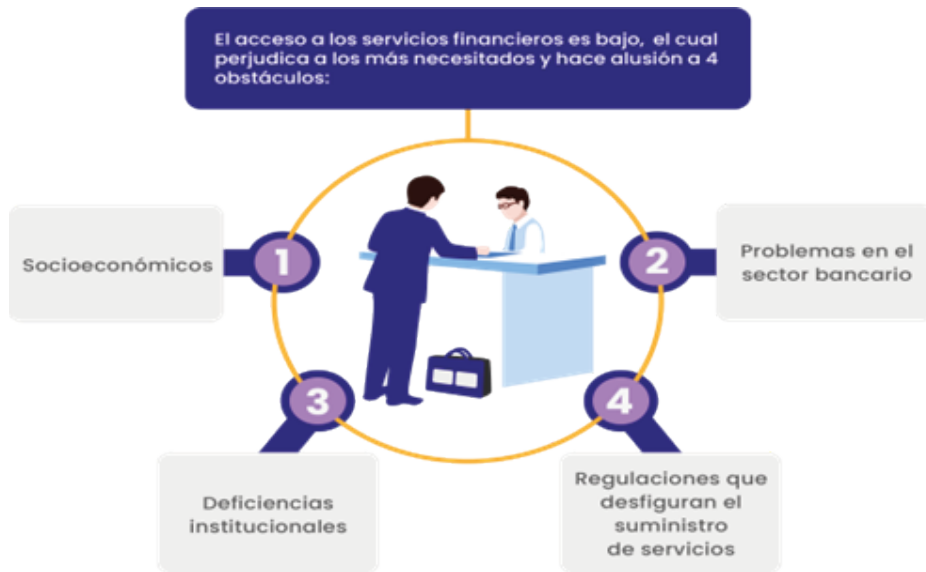 El acceso a los servicios financieros es bajo, el cual
perjudica a los más necesitados y hace alusión a 4
obstáculos:
Socioeconómicos
1
2
Problemas en el
sector bancario
3
Deficiencias
institucionales
4
Regulaciones que
desfiguran el
suministro
de servicios